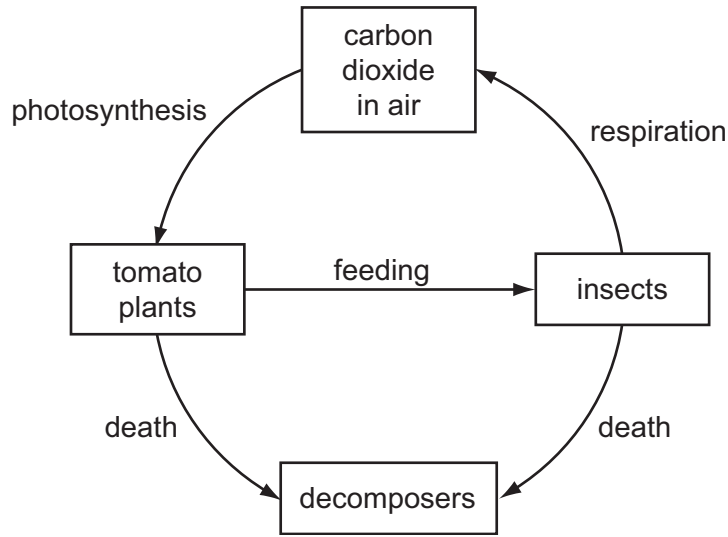 carbon
dioxide
in air
photosynthesis
respiration
tomato
plants
feeding
insects
death
death
decomposers